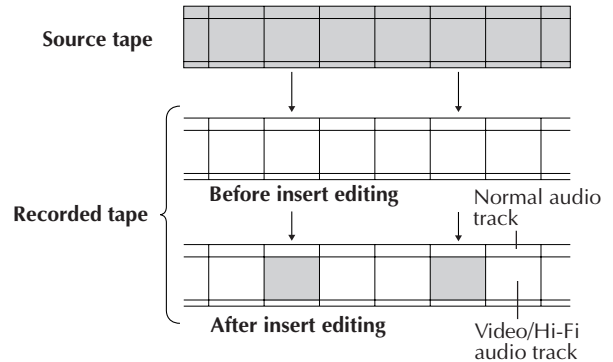 Source tape
Before insert editing
Normal audio
track
Recorded tape
After insert editing
Video/Hi-Fi
audio track